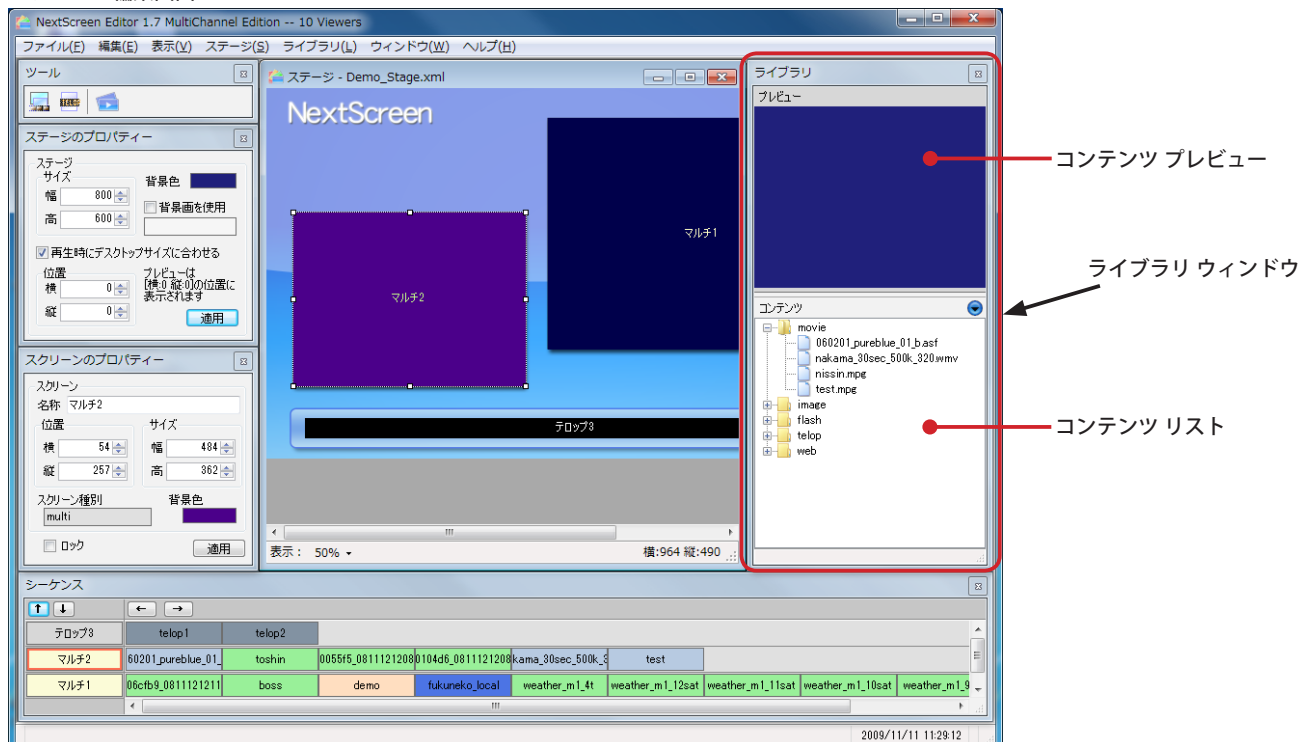 NextScreen Editor 1.7 MultiChannel Edition -- 10 Viewers
ファイル(F) 編集(E) 表示(V) ステージ(S) ライブラリ(L) ウィンドウ(W) ヘルプ(H)
ツール
ステージのプロパティー
ステージ
サイズ
幅 800
高 600
背景色
背景画を使用
再生時にデスクトップサイズに合わせる
位置
横 0
縦 0
プレビューは
[横:0 縦:0]の位置に
表示されます
適用
スクリーンのプロパティー
スクリーン
名称 マルチ2
位置 サイズ
横 54 幅 484
縦 257 高 362
スクリーン種別 背景色
multi
ロック 適用
ステージ - Demo_Stage.xml
NextScreen
マルチ1
マルチ2
テロップ3
表示： 50% 横:964 縦:490
ライブラリ
プレビュー
コンテンツ
movie
060201_pureblue_01_b.asf
nakama_30sec_500k_320.wmv
nissin.mpg
test.mpg
image
flash
telop
web
コンテンツ プレビュー
ライブラリ ウィンドウ
コンテンツ リスト
シーケンス
テロップ3 telop1 telop2
マルチ2 60201_pureblue_01_ toshin 0055f5_0811121208 0104d6_0811121208 kama_30sec_500k_3 test
マルチ1 06cfb9_0811121211 boss demo fukuneko_local weather_m1_4t weather_m1_12sat weather_m1_11sat weather_m1_10sat weather_m1_9
2009/11/11 11:29:12